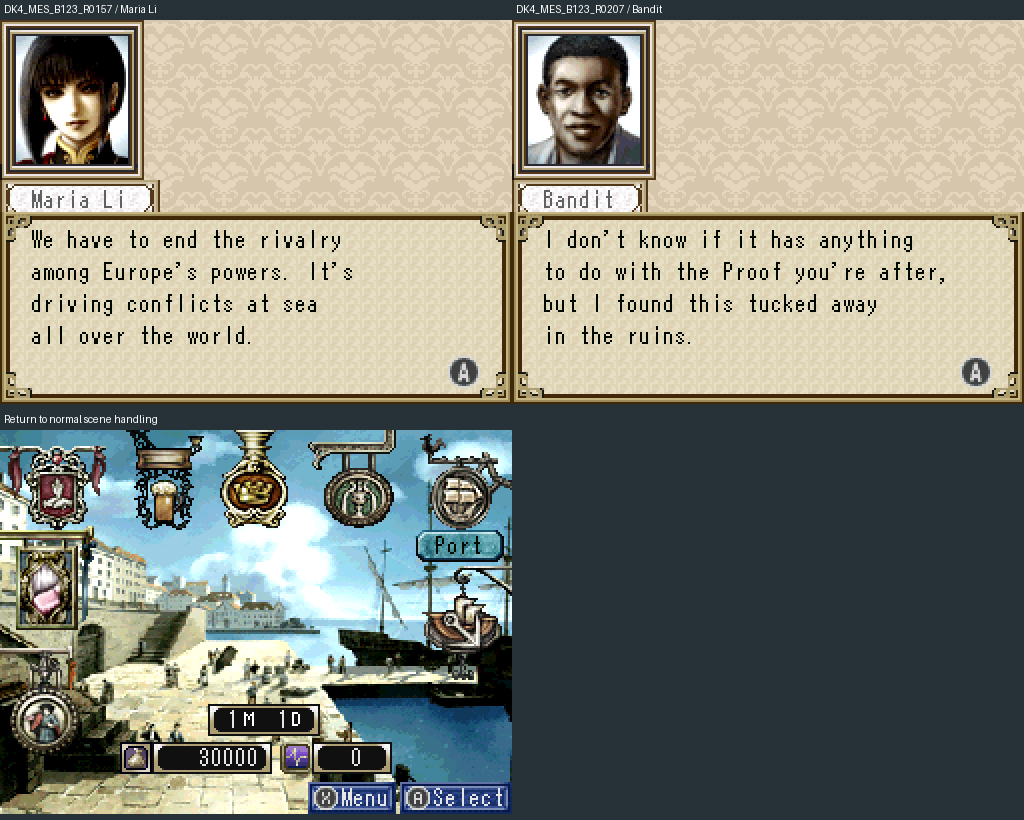 DK4_MES_B123_R0157 / Maria Li
Maria Li
We have to end the rivalry
among Europe's powers. It's
driving conflicts at sea
all over the world.
A
DK4_MES_B123_R0207 / Bandit
Bandit
I don't know if it has anything
to do with the Proof you're after,
but I found this tucked away
in the ruins.
A
Return to normal scene handling
Port
1M 1D
30000
0
X Menu
A Select